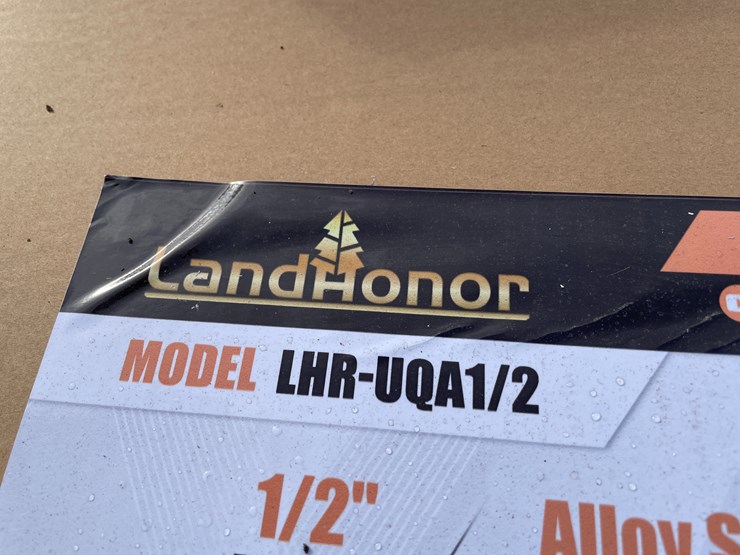 LandHonor
MODEL LHR-UQA1/2
1/2"
Alloy